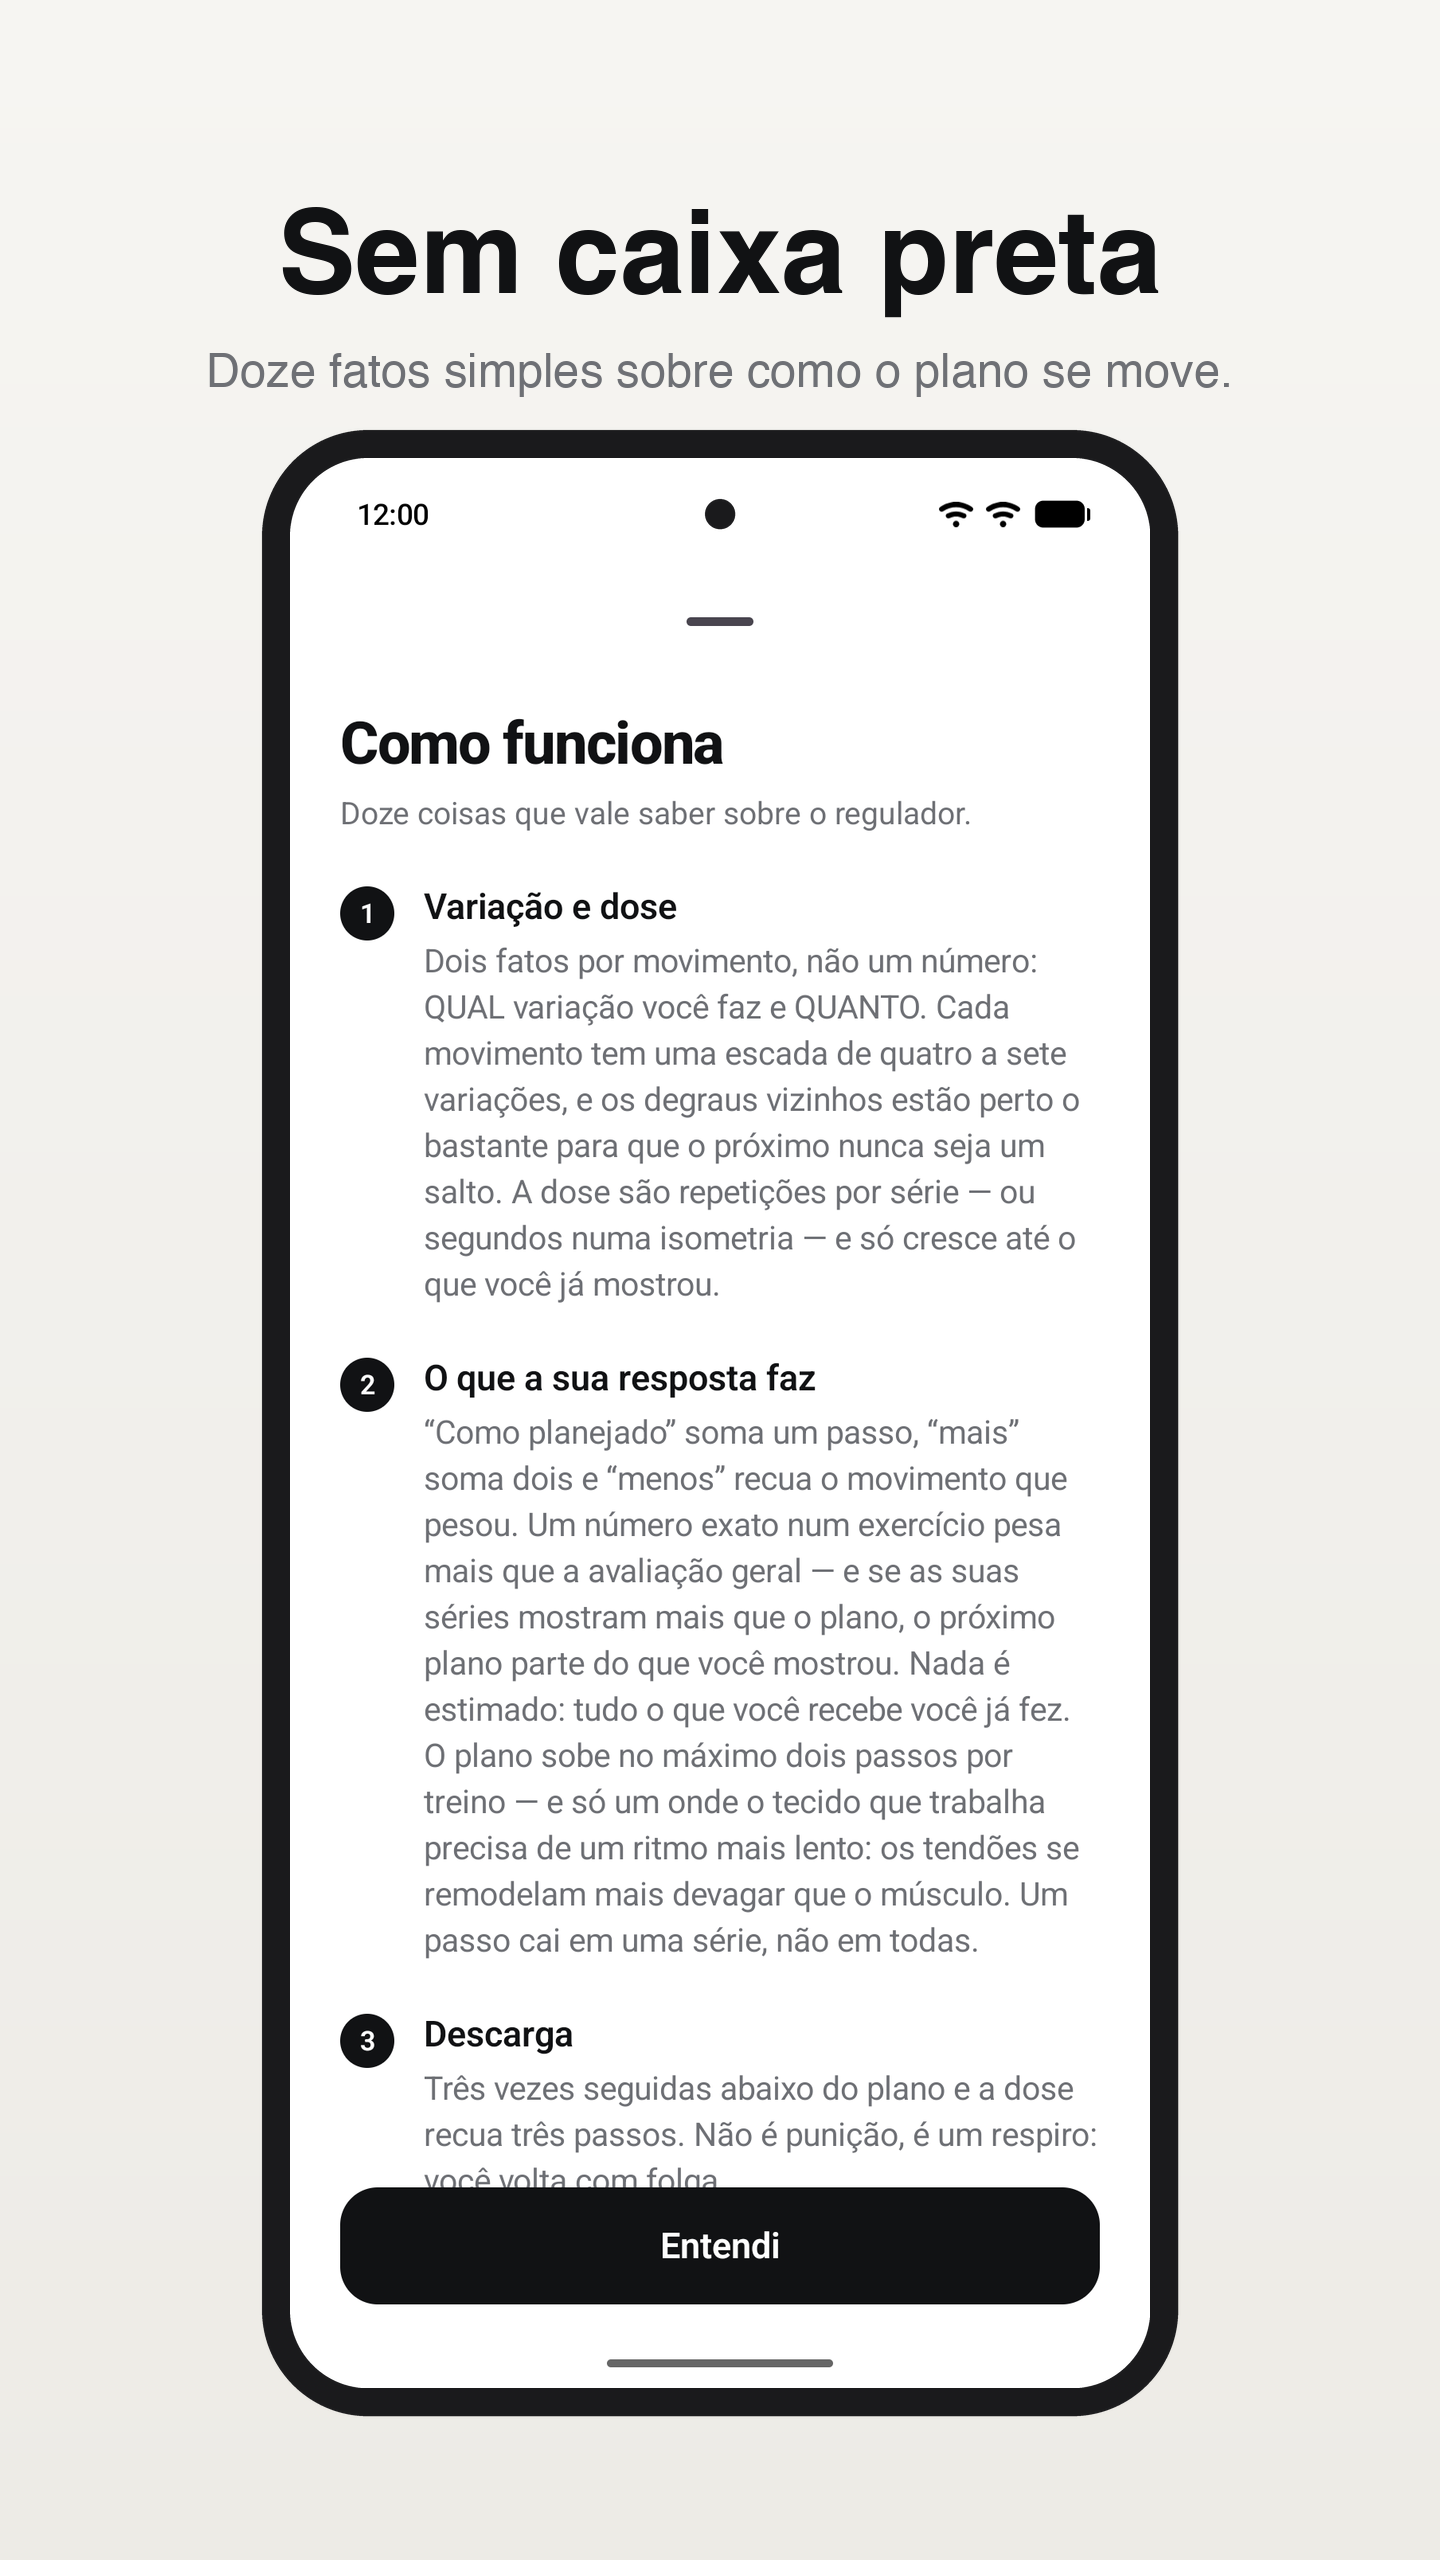 Sem caixa preta
Doze fatos simples sobre como o plano se move.
12:00
Como funciona
Doze coisas que vale saber sobre o regulador.
1
Variação e dose
Dois fatos por movimento, não um número:
QUAL variação você faz e QUANTO. Cada
movimento tem uma escada de quatro a sete
variações, e os degraus vizinhos estão perto o
bastante para que o próximo nunca seja um
salto. A dose são repetições por série — ou
segundos numa isometria — e só cresce até o
que você já mostrou.
2
O que a sua resposta faz
“Como planejado” soma um passo, “mais”
soma dois e “menos” recua o movimento que
pesou. Um número exato num exercício pesa
mais que a avaliação geral — e se as suas
séries mostram mais que o plano, o próximo
plano parte do que você mostrou. Nada é
estimado: tudo o que você recebe você já fez.
O plano sobe no máximo dois passos por
treino — e só um onde o tecido que trabalha
precisa de um ritmo mais lento: os tendões se
remodelam mais devagar que o músculo. Um
passo cai em uma série, não em todas.
3
Descarga
Três vezes seguidas abaixo do plano e a dose
recua três passos. Não é punição, é um respiro:
você volta com folga
Entendi